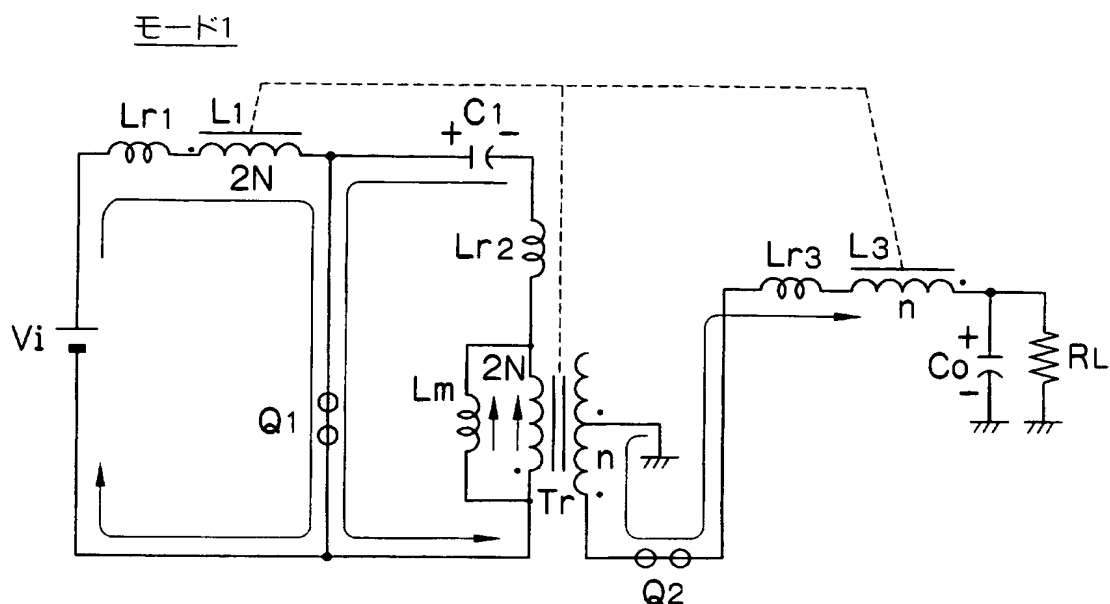 モード1
Lr1
L1
2N
+ C1 -
Lr2
Lr3
L3
n
Vi
Q1
Lm
2N
n
Tr
+
Co
-
RL
Q2